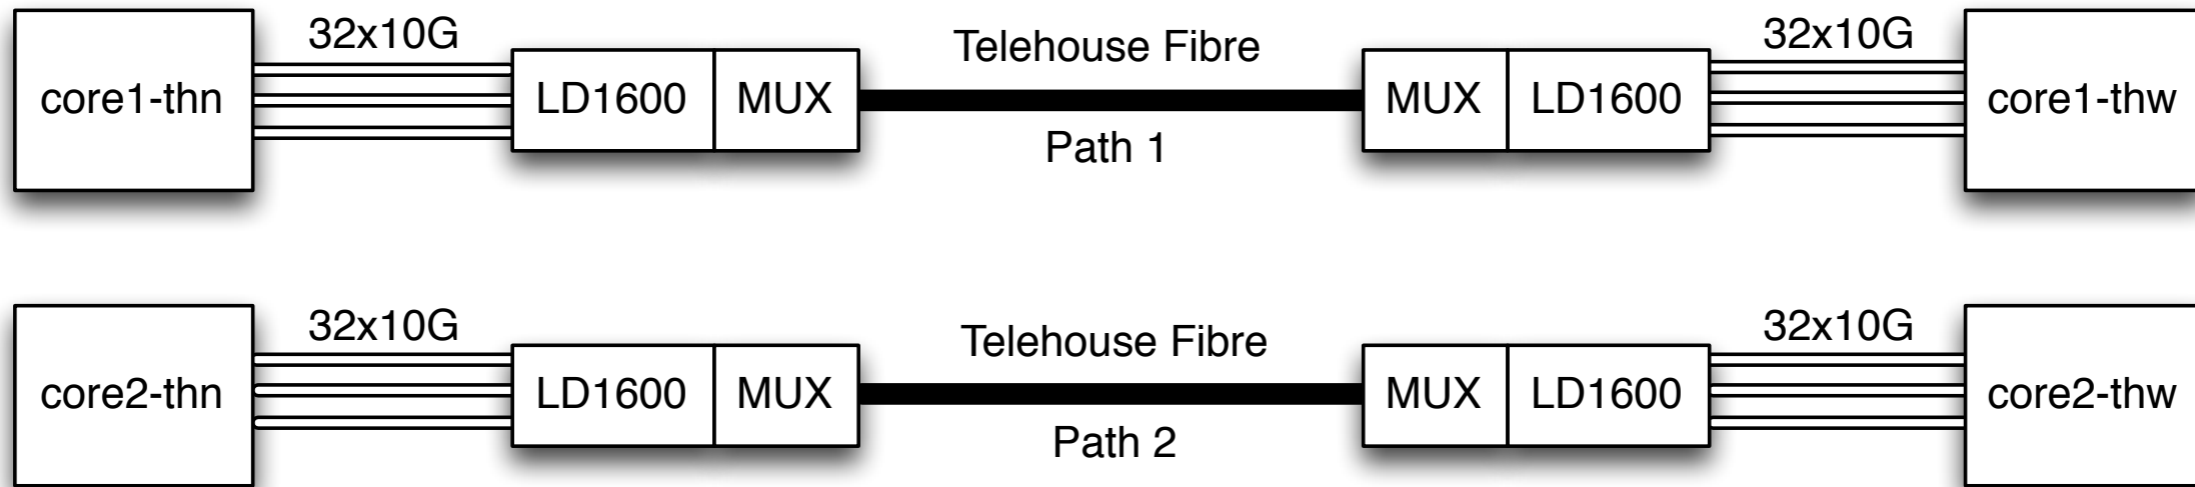 32x10G
Telehouse Fibre
32x10G
core1-thn
LD1600
MUX
MUX
LD1600
core1-thw
Path 1
32x10G
Telehouse Fibre
32x10G
core2-thn
LD1600
MUX
MUX
LD1600
core2-thw
Path 2